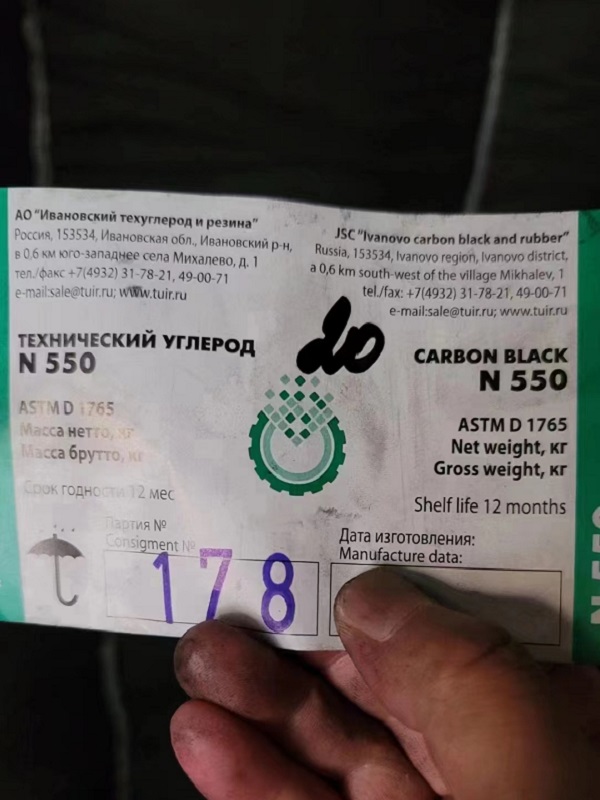 АО "Ивановский техуглерод и резина"
Россия, 153534, Ивановская обл., Ивановский р-н,
в 0,6 км юго-западнее села Михалево, д. 1
тел./факс +7(4932) 31-78-21, 49-00-71
e-mail:sale@tuir.ru; www.tuir.ru
JSC "Ivanovo carbon black and rubber"
Russia, 153534, Ivanovo region, Ivanovo district,
a 0,6 km south-west of the village Mikhalev, 1
tel./fax: +7(4932) 31-78-21, 49-00-71
e-mail:sale@tuir.ru; www.tuir.ru
20
ТЕХНИЧЕСКИЙ УГЛЕРОД
N 550
ASTM D 1765
Масса нетто, кг
Масса брутто, кг
Срок годности 12 мес
CARBON BLACK
N 550
ASTM D 1765
Net weight, кг
Gross weight, кг
Shelf life 12 months
Партия №
Consigment №
178
Дата изготовления:
Manufacture data:
N 550